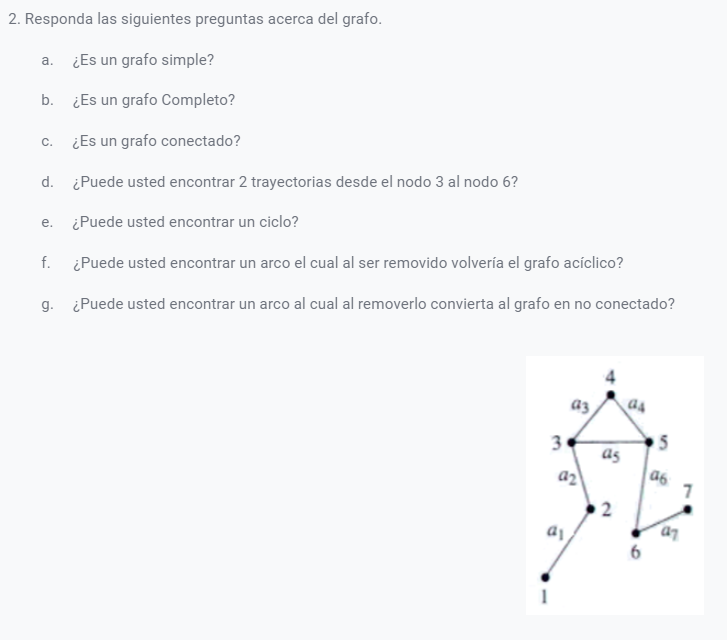 2. Responda las siguientes preguntas acerca del grafo.
a. ¿Es un grafo simple?
b. ¿Es un grafo Completo?
c. ¿Es un grafo conectado?
d. ¿Puede usted encontrar 2 trayectorias desde el nodo 3 al nodo 6?
e. ¿Puede usted encontrar un ciclo?
f. ¿Puede usted encontrar un arco el cual al ser removido volvería el grafo acíclico?
g. ¿Puede usted encontrar un arco al cual al removerlo convierta al grafo en no conectado?
4
a3 a4
3 5
a5
a2 a6
7
2
a1 a7
6
1